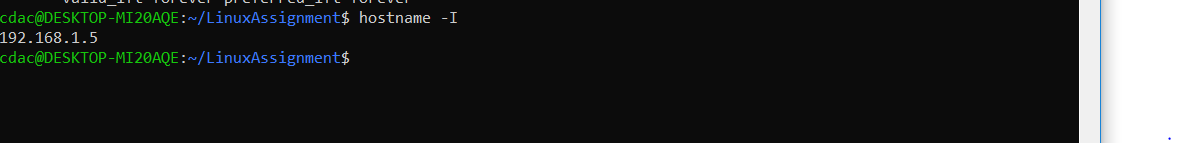 valid_lft forever preferred_lft forever
cdac@DESKTOP-MI20AQE:~/LinuxAssignment$ hostname -I
192.168.1.5
cdac@DESKTOP-MI20AQE:~/LinuxAssignment$